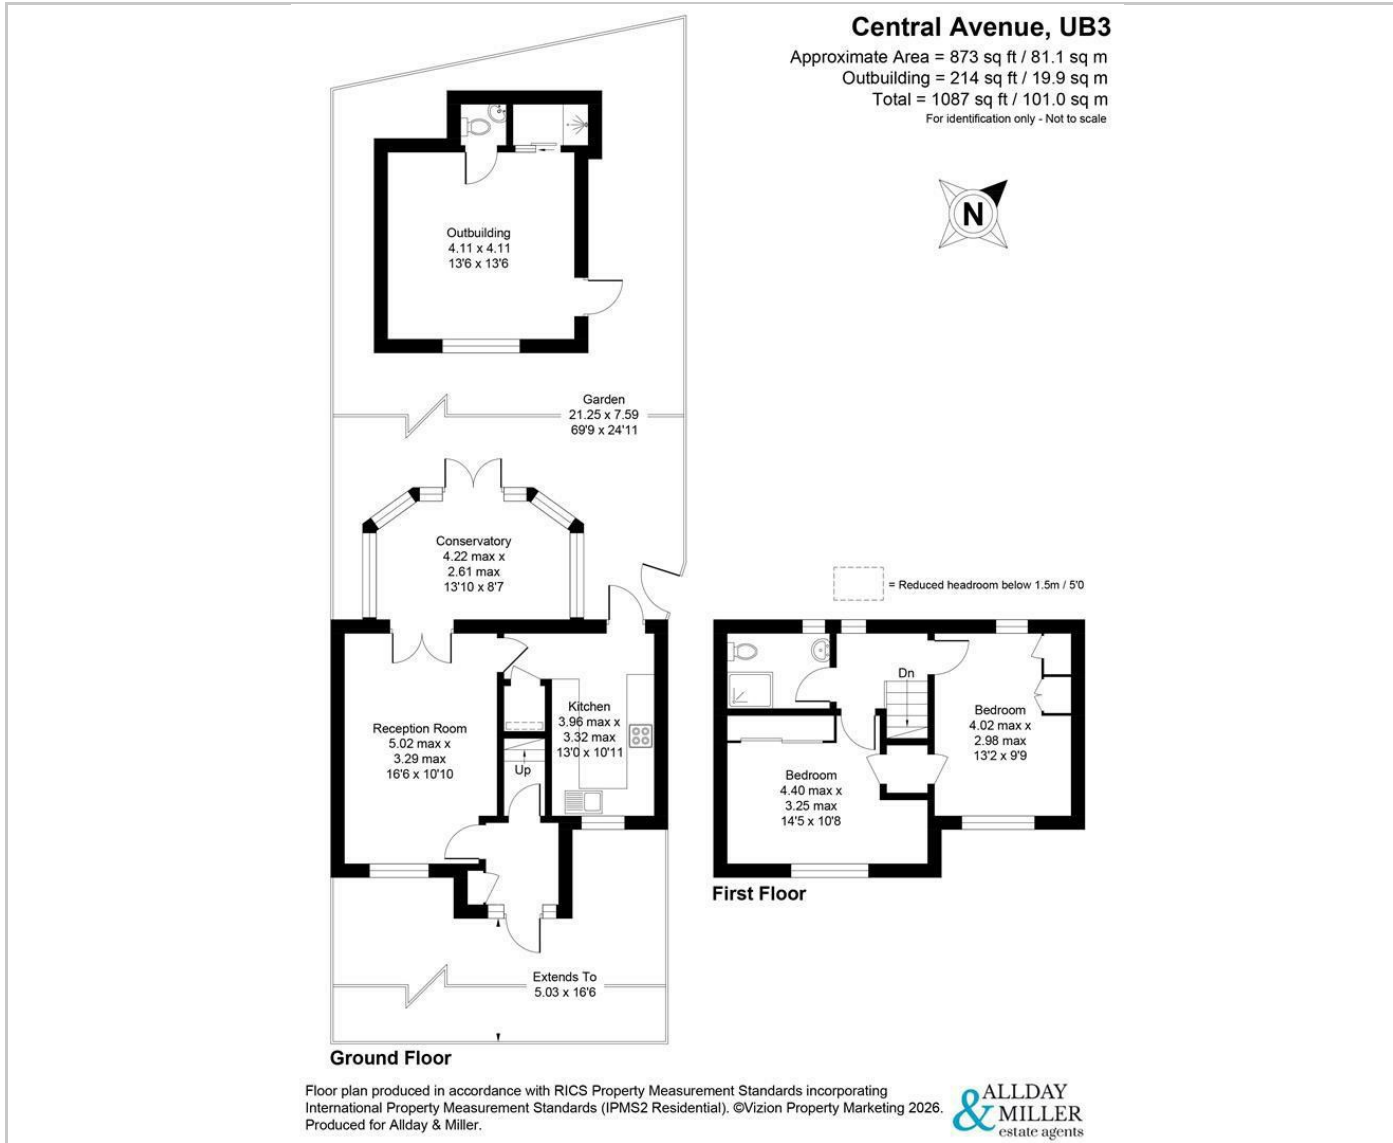 Central Avenue, UB3
Approximate Area = 873 sq ft / 81.1 sq m
Outbuilding = 214 sq ft / 19.9 sq m
Total = 1087 sq ft / 101.0 sq m
For identification only - Not to scale
N
Outbuilding
4.11 x 4.11
13'6 x 13'6
Garden
21.25 x 7.59
69'9 x 24'11
Conservatory
4.22 max x
2.61 max
13'10 x 8'7
= Reduced headroom below 1.5m / 5'0
Reception Room
5.02 max x
3.29 max
16'6 x 10'10
Kitchen
3.96 max x
3.32 max
13'0 x 10'11
Up
Dn
Bedroom
4.02 max x
2.98 max
13'2 x 9'9
Bedroom
4.40 max x
3.25 max
14'5 x 10'8
First Floor
Extends To
5.03 x 16'6
Ground Floor
Floor plan produced in accordance with RICS Property Measurement Standards incorporating
International Property Measurement Standards (IPMS2 Residential). ©Vizion Property Marketing 2026.
Produced for Allday & Miller.
ALLDAY
& MILLER
estate agents